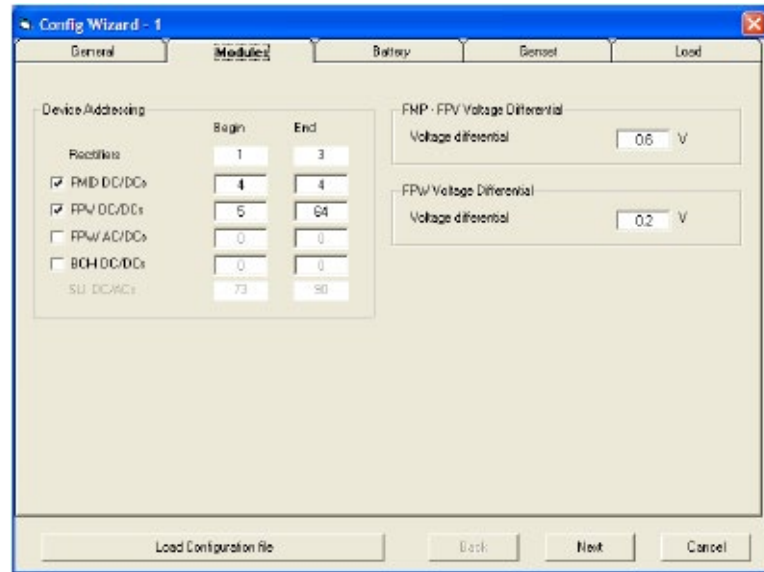 Config Wizard - 1
General Modules Battery Genset Load
Device Addressing
Begin End
Rectifiers 1 3
FMID DC/DCs 4 4
FPV DC/DCs 5 64
FPW AC/DCs 0 0
BCM DC/DCs 0 0
SLI DC/ACs 73 90
FMP - FPV Voltage Differential
Voltage differential 0.6 V
FPW Voltage Differential
Voltage differential 0.2 V
Load Configuration file Back Next Cancel